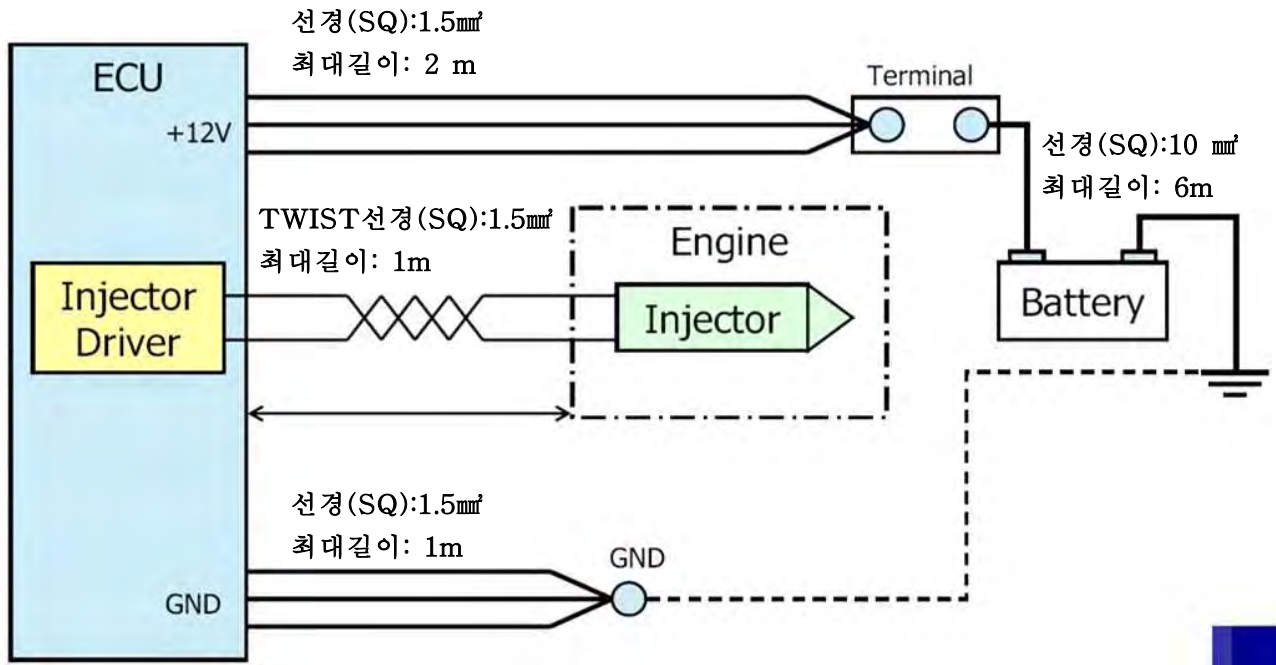 선경(SQ):1.5㎟
최대길이: 2 m
ECU
+12V
Terminal
선경(SQ):10 ㎟
최대길이: 6m
TWIST선경(SQ):1.5㎟
최대길이: 1m
Engine
Injector
Driver
Injector
Battery
선경(SQ):1.5㎟
최대길이: 1m
GND
GND